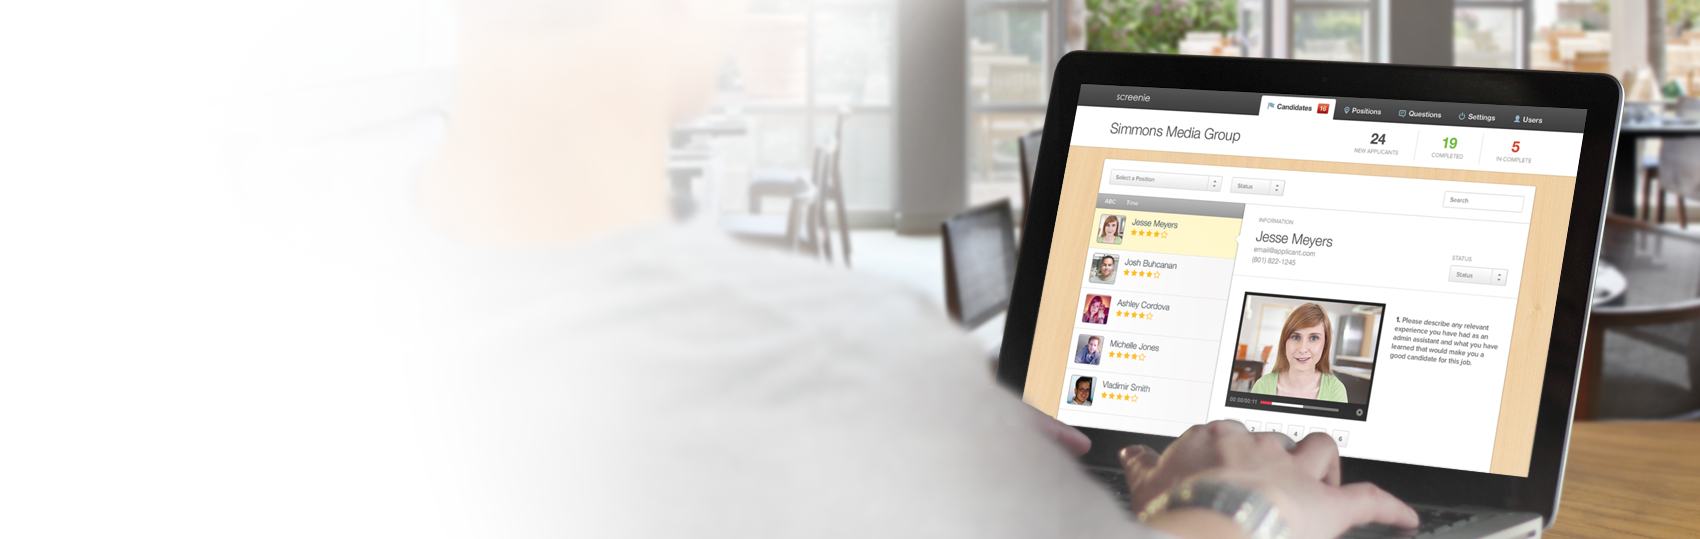 screenie
Candidates 16
Positions
Questions
Settings
Users
Simmons Media Group
24
NEW APPLICANTS
19
COMPLETED
5
IN-COMPLETE
Select a Position
Status
Search
ABC Time
Jesse Meyers
Josh Buhcanan
Ashley Cordova
Michelle Jones
Vladimir Smith
INFORMATION
Jesse Meyers
email@applicant.com
(801) 822-1245
STATUS
Status
1. Please describe any relevant
experience you have had as an
admin assistant and what you have
learned that would make you a
good candidate for this job.
00:00/00:11
2
4
6